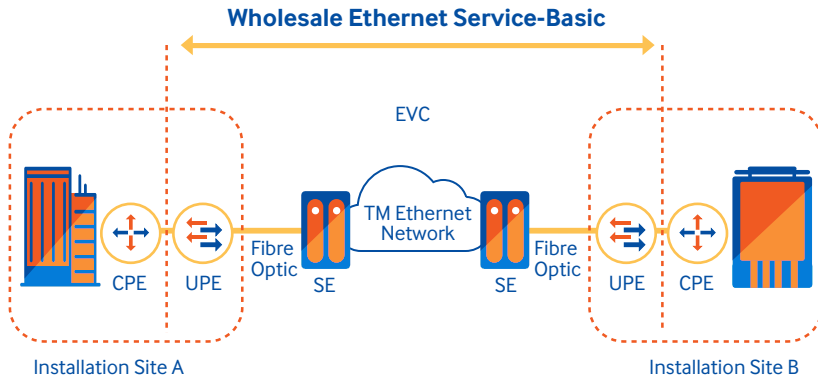 Wholesale Ethernet Service-Basic
EVC
TM Ethernet
Network
CPE
UPE
Fibre
Optic
SE
SE
Fibre
Optic
UPE
CPE
Installation Site A
Installation Site B